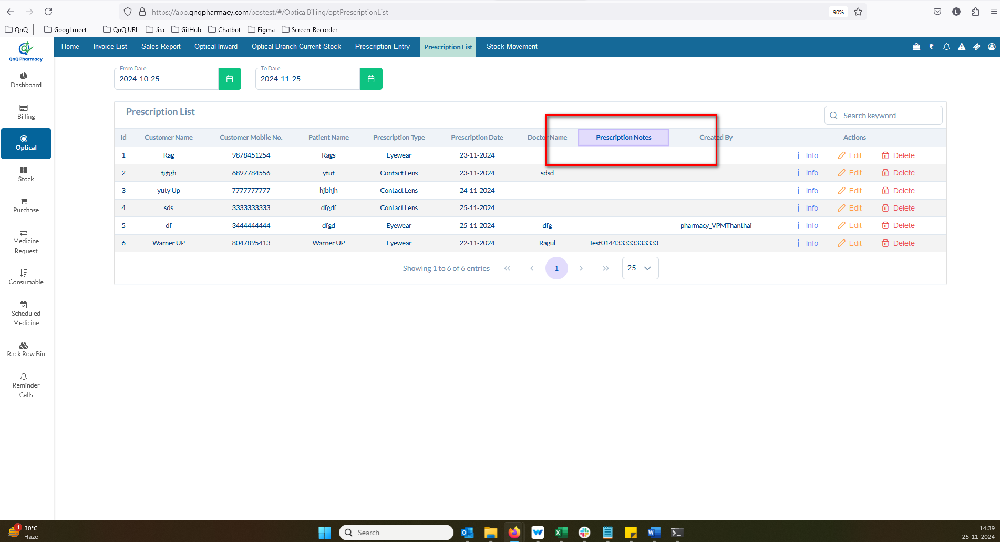 https://app.qnqpharmacy.com/postest/#/OpticalBilling/optPrescriptionList
90%
L
QnQ
Googl meet
QnQ URL
Jira
GitHub
Chatbot
Figma
Screen_Recorder
QnQ Pharmacy
Home
Invoice List
Sales Report
Optical Inward
Optical Branch Current Stock
Prescription Entry
Prescription List
Stock Movement
Dashboard
Billing
Optical
Stock
Purchase
Medicine
Request
Consumable
Scheduled
Medicine
Rack Row Bin
Reminder
Calls
From Date
2024-10-25
To Date
2024-11-25
Prescription List
Search keyword
Id Customer Name Customer Mobile No. Patient Name Prescription Type Prescription Date Doctor Name Prescription Notes Created By Actions
1 Rag 9878451254 Rags Eyewear 23-11-2024 Info Edit Delete
2 fgfgh 6897784556 ytut Contact Lens 23-11-2024 sdsd Info Edit Delete
3 yuty Up 7777777777 hjbhjh Contact Lens 24-11-2024 Info Edit Delete
4 sds 3333333333 dfgdf Contact Lens 25-11-2024 Info Edit Delete
5 df 3444444444 dfgd Eyewear 25-11-2024 dfg pharmacy_VPMThanthai Info Edit Delete
6 Warner UP 8047895413 Warner UP Eyewear 22-11-2024 Ragul Test014433333333333 Info Edit Delete
Showing 1 to 6 of 6 entries
1
25
1
30°C
Haze
Search
14:39
25-11-2024